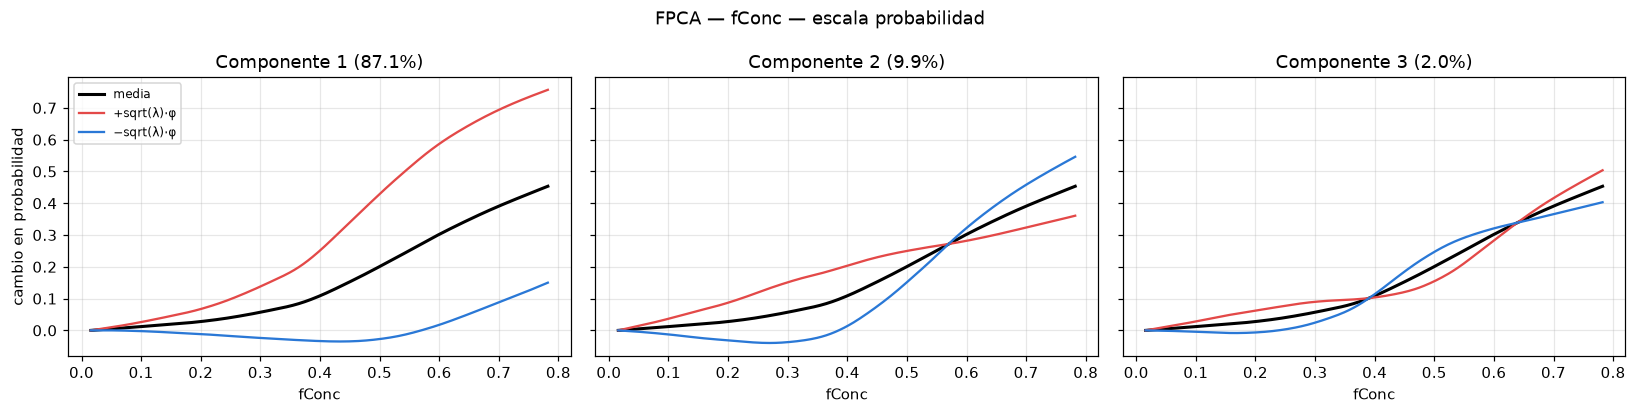 FPCA — fConc — escala probabilidad
Componente 1 (87.1%)
Componente 2 (9.9%)
Componente 3 (2.0%)
media
+sqrt(λ)·φ
−sqrt(λ)·φ
cambio en probabilidad
0.7
0.6
0.5
0.4
0.3
0.2
0.1
0.0
0.0 0.1 0.2 0.3 0.4 0.5 0.6 0.7 0.8
0.0 0.1 0.2 0.3 0.4 0.5 0.6 0.7 0.8
0.0 0.1 0.2 0.3 0.4 0.5 0.6 0.7 0.8
fConc
fConc
fConc